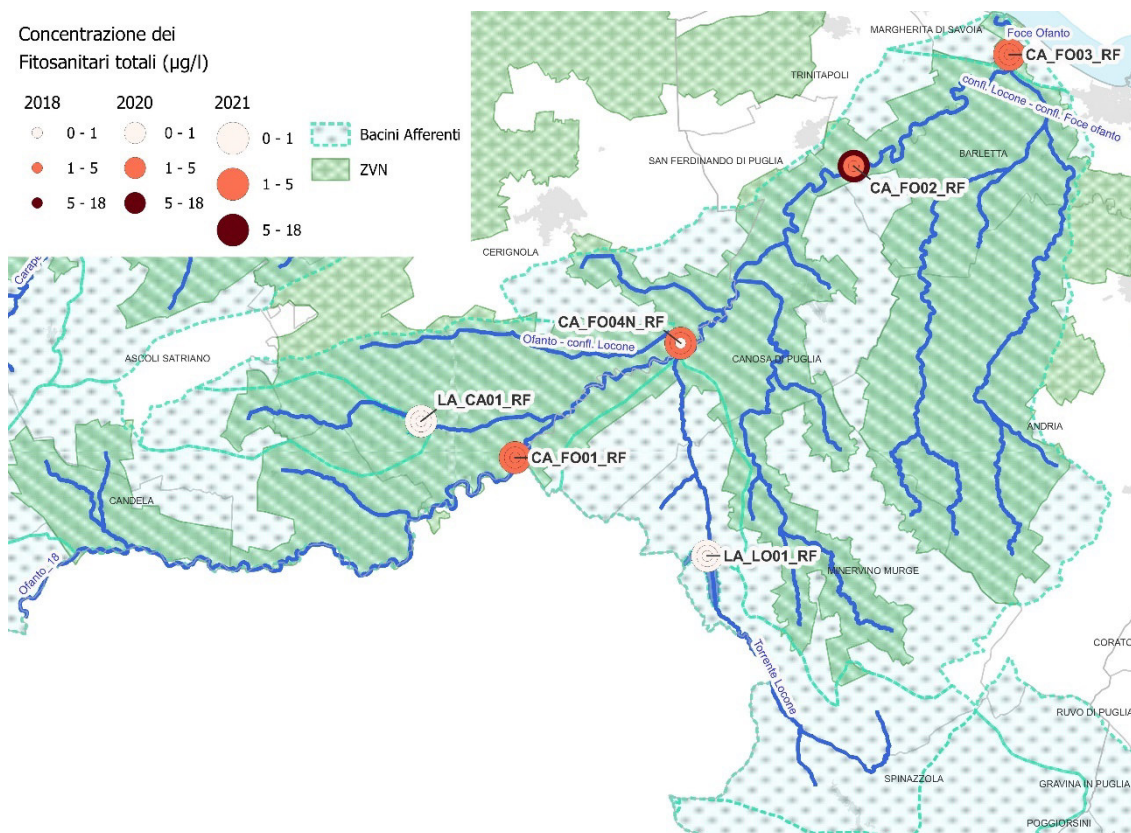 Concentrazione dei
Fitosanitari totali (µg/l)
2018 2020 2021
0 - 1 0 - 1 0 - 1
1 - 5 1 - 5 1 - 5
5 - 18 5 - 18 5 - 18
Bacini Afferenti
ZVN
MARGHERITA DI SAVOIA
Foce Ofanto
CA_FO03_RF
TRINITAPOLI
confl. Locone - confl. Foce ofanto
SAN FERDINANDO DI PUGLIA
BARLETTA
CA_FO02_RF
CERIGNOLA
Carape
CA_FO04N_RF
Ofanto - confl. Locone
ASCOLI SATRIANO
CANOSA DI PUGLIA
LA_CA01_RF
ANDRIA
CA_FO01_RF
CANDELA
LA_LO01_RF
MINERVINO MURGE
Ofanto_18
CORATO
Torrente Locone
RUVO DI PUGLIA
SPINAZZOLA
GRAVINA IN PUGLIA
POGGIORSINI